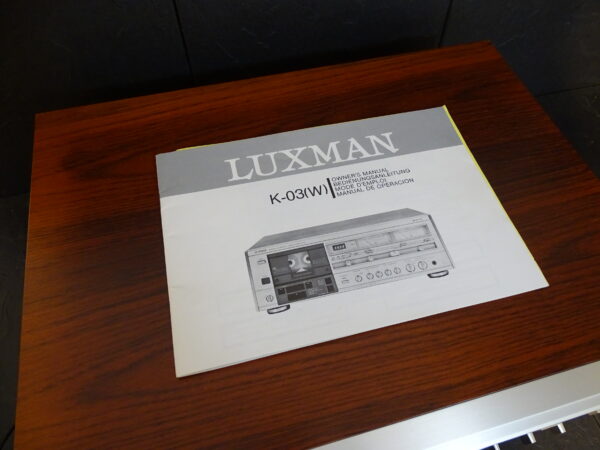 LUXMAN
K-03(W)
OWNER'S MANUAL
BEDIENUNGSANLEITUNG
MODE D'EMPLOI
MANUAL DE OPERACION